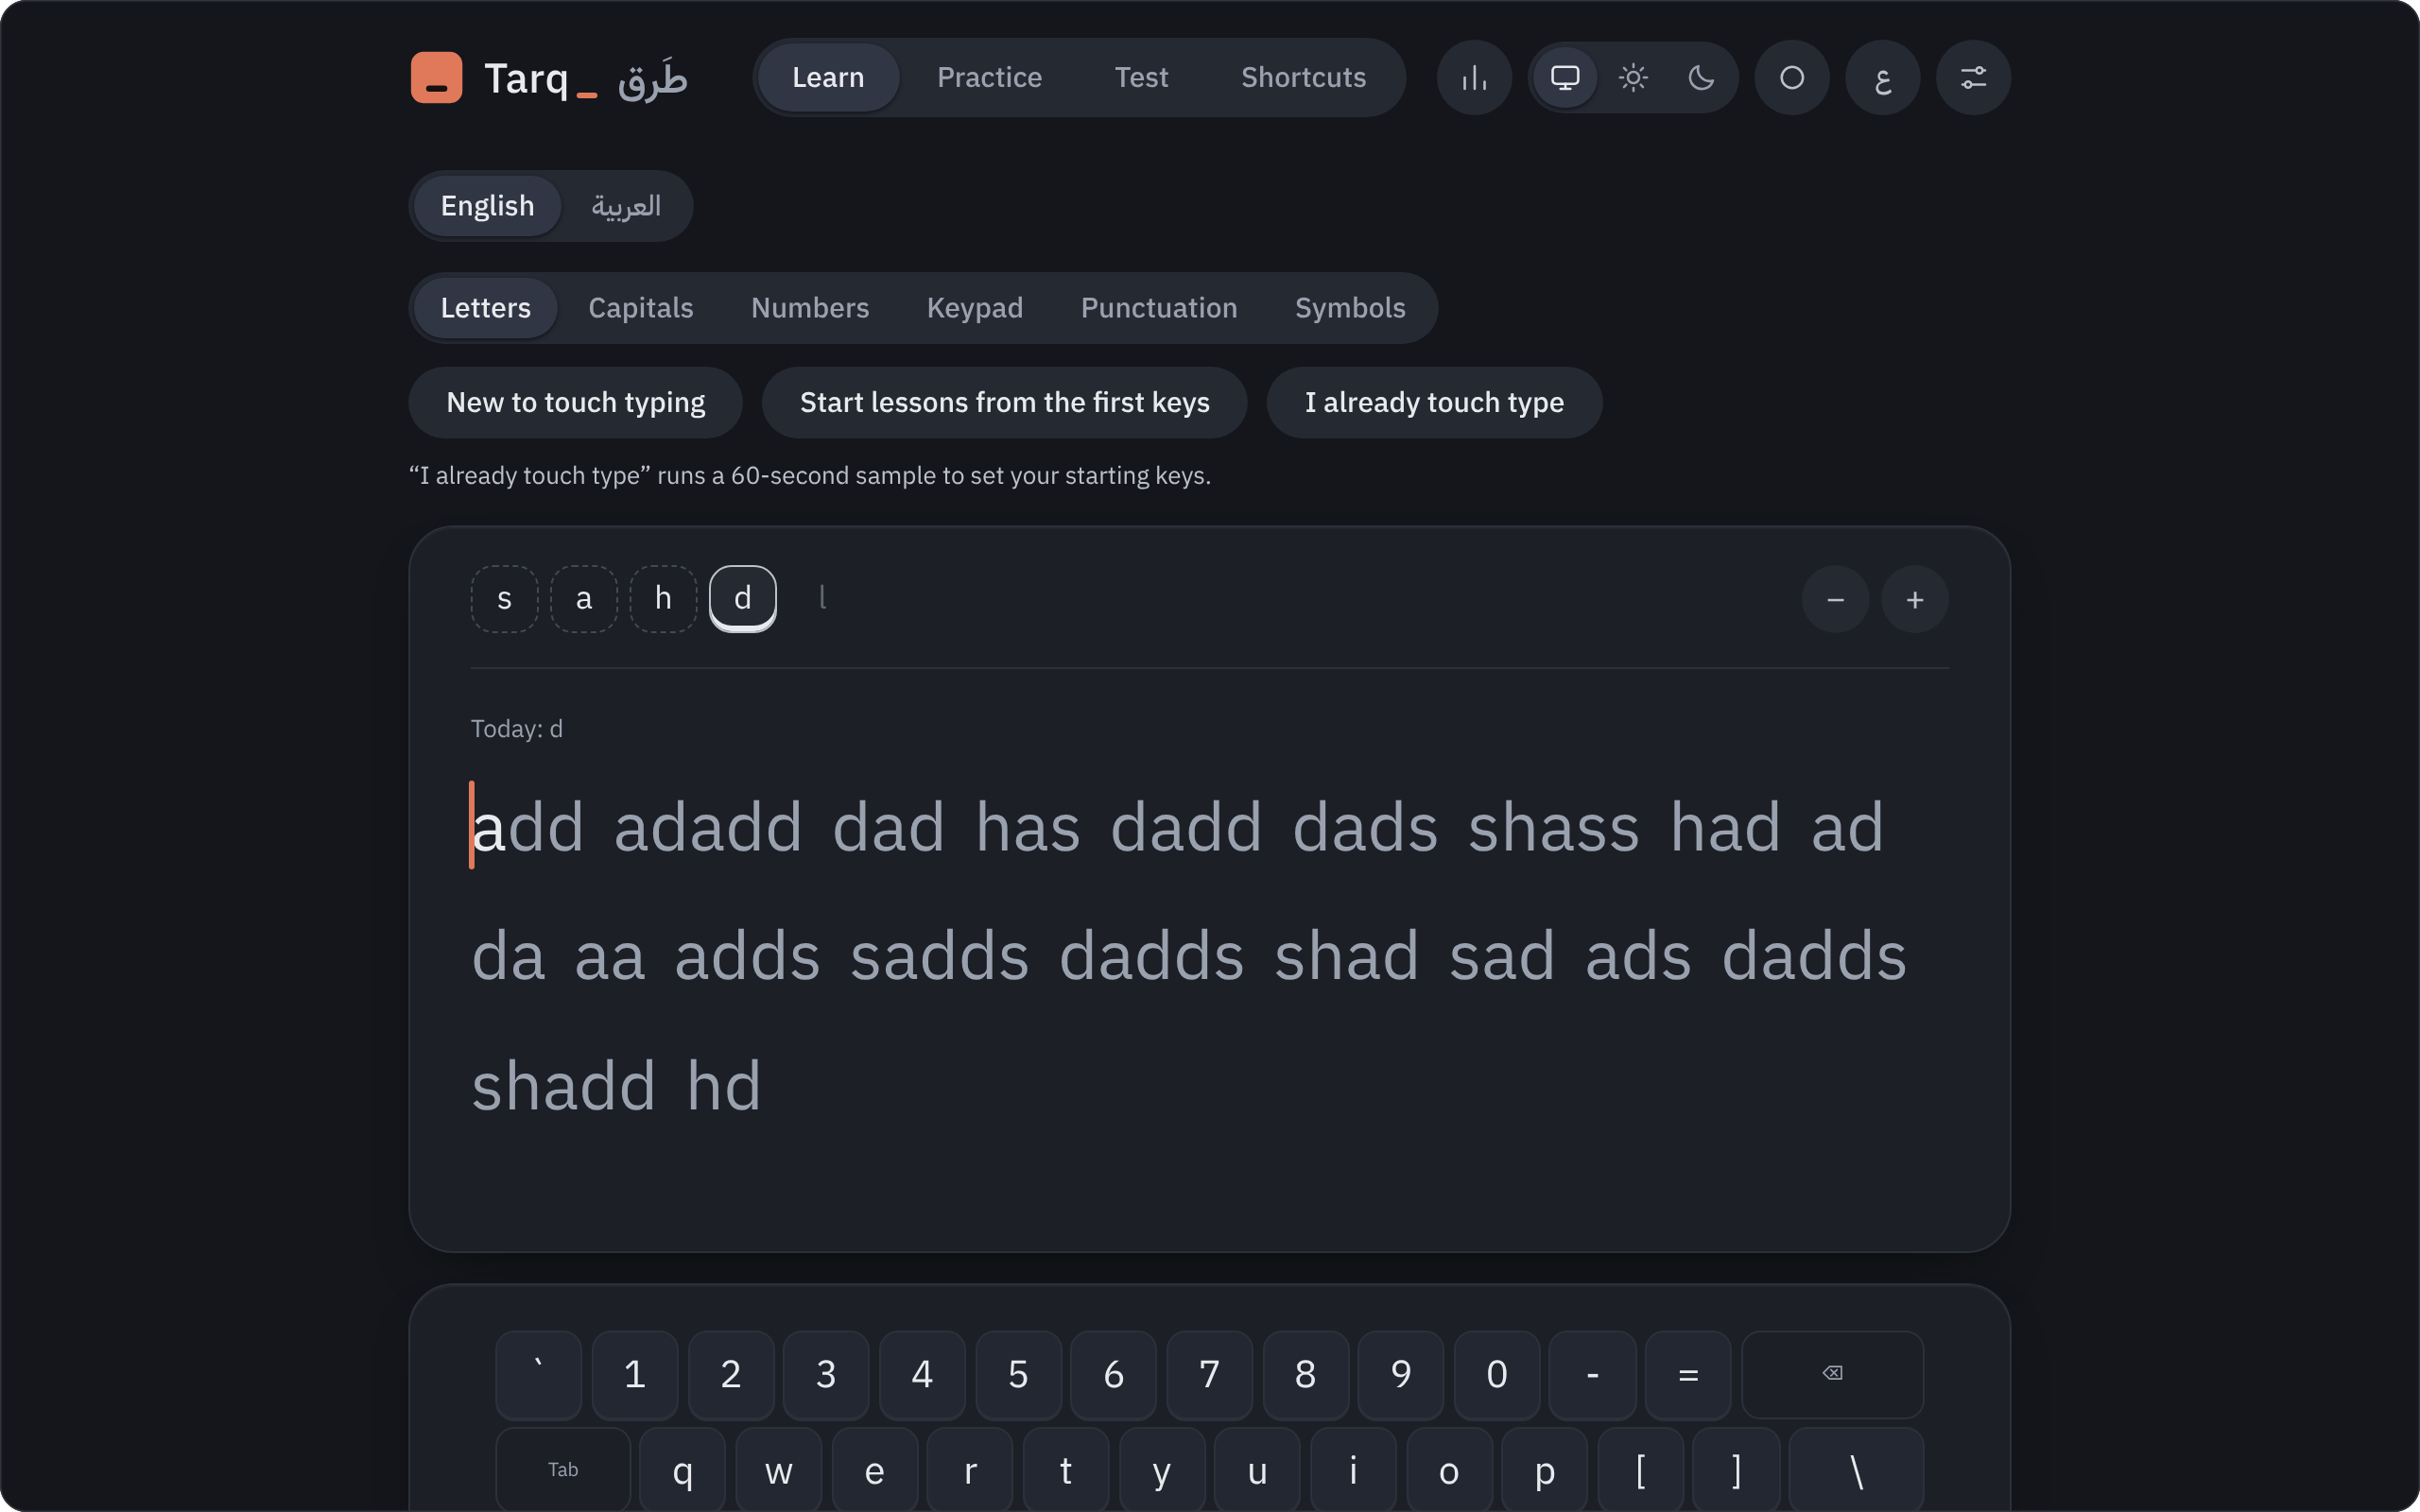 Tarq_ طَرق Learn Practice Test Shortcuts ع
English العربية
Letters Capitals Numbers Keypad Punctuation Symbols
New to touch typing Start lessons from the first keys I already touch type
“I already touch type” runs a 60-second sample to set your starting keys.
s a h d l − +
Today: d
add adadd dad has dadd dads shass had ad
da aa adds sadds dadds shad sad ads dadds
shadd hd
` 1 2 3 4 5 6 7 8 9 0 - =
Tab q w e r t y u i o p [ ] \